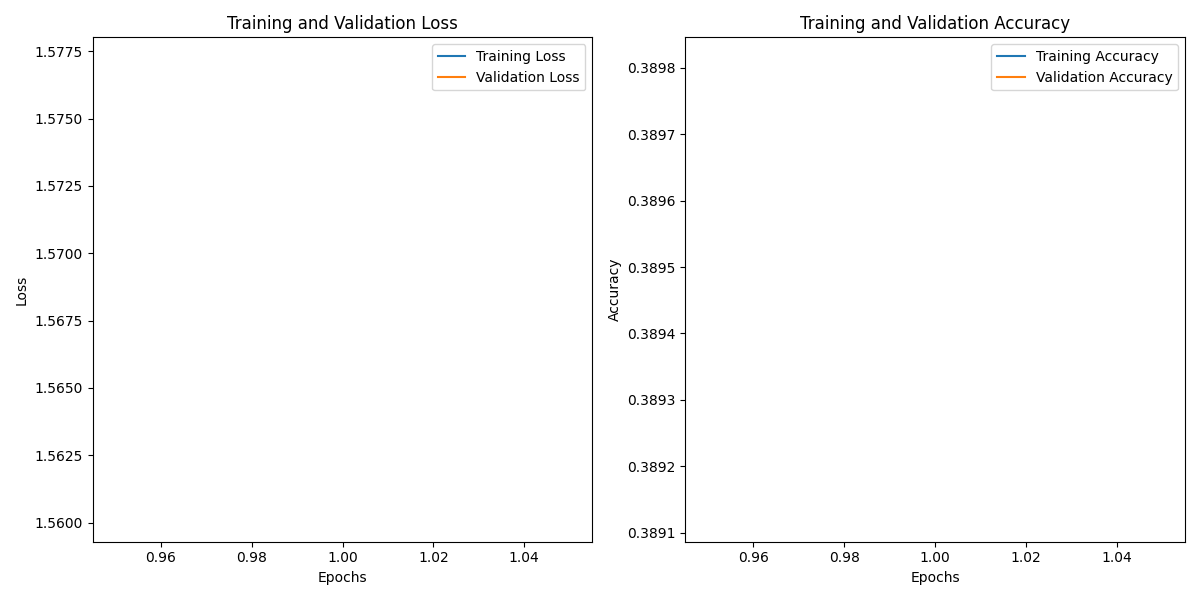 Training and Validation Loss
Training Loss
Validation Loss
1.5775
1.5750
1.5725
1.5700
1.5675
1.5650
1.5625
1.5600
Loss
0.96 0.98 1.00 1.02 1.04
Epochs
Training and Validation Accuracy
Training Accuracy
Validation Accuracy
0.3898
0.3897
0.3896
0.3895
0.3894
0.3893
0.3892
0.3891
Accuracy
0.96 0.98 1.00 1.02 1.04
Epochs